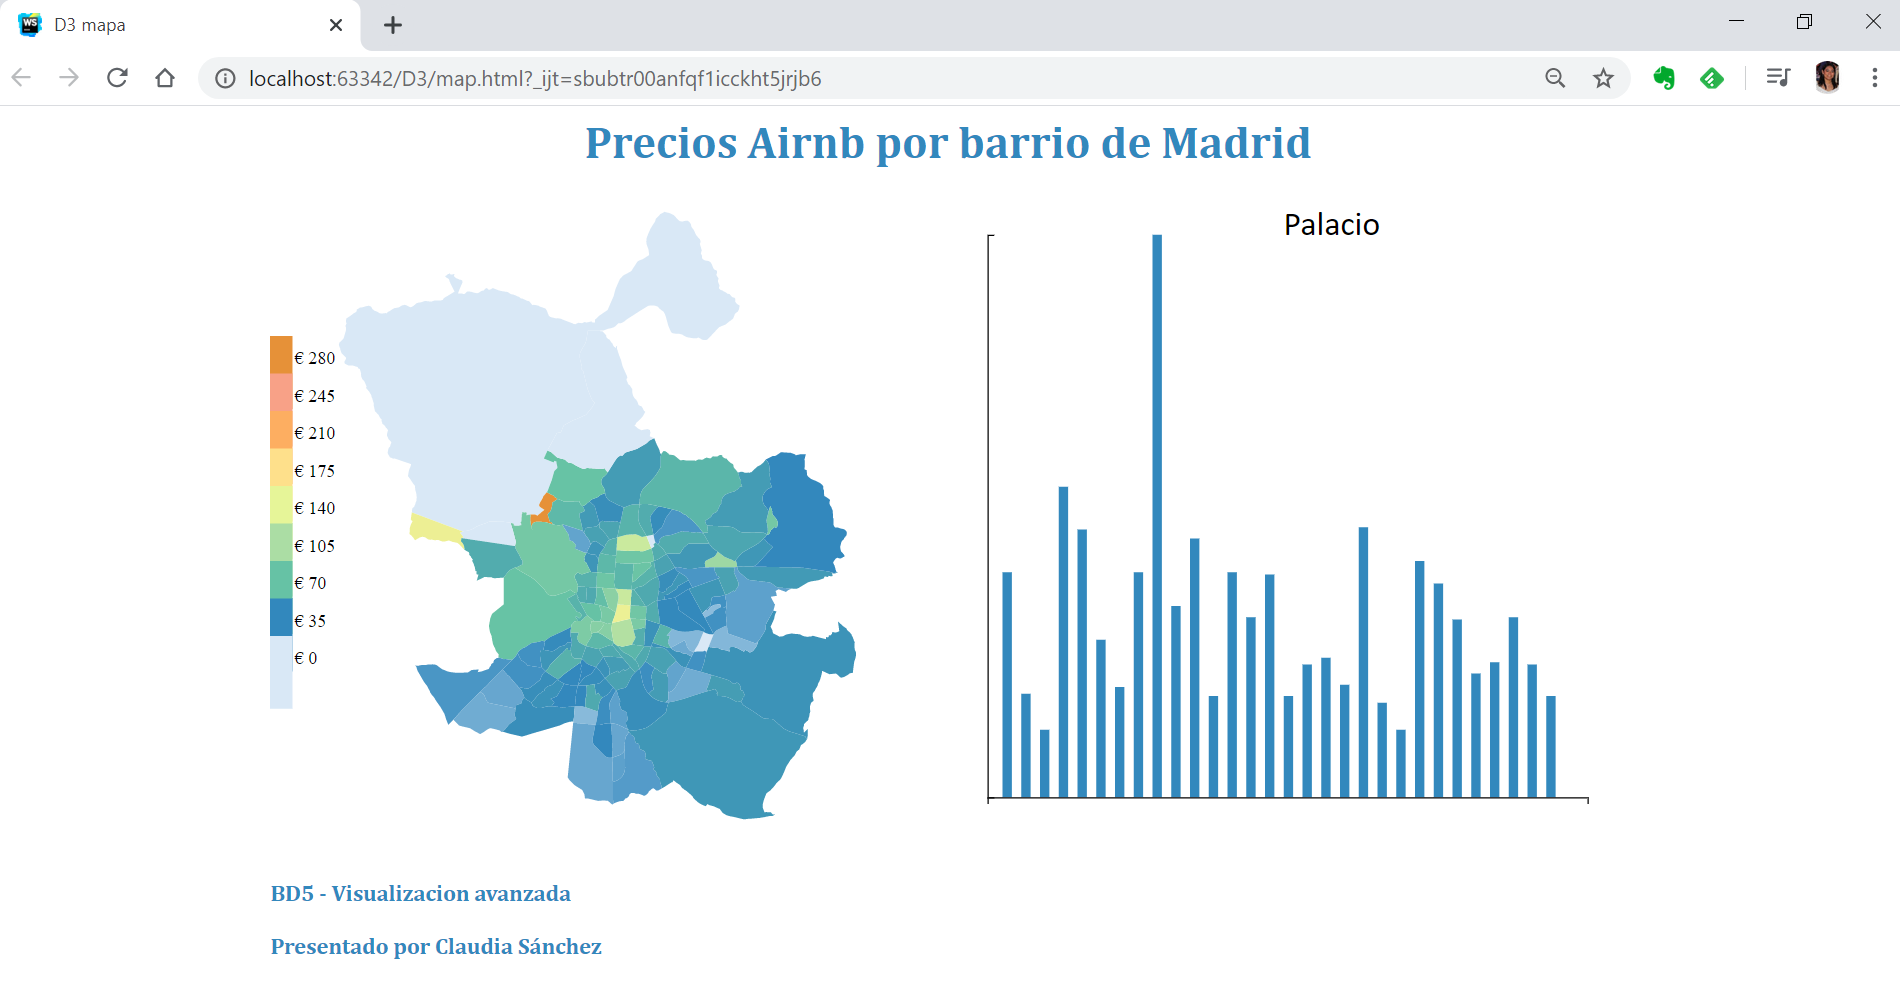 D3 mapa
localhost:63342/D3/map.html?_ijt=sbubtr00anfqf1icckht5jrjb6
Precios Airnb por barrio de Madrid
Palacio
€ 280
€ 245
€ 210
€ 175
€ 140
€ 105
€ 70
€ 35
€ 0
BD5 - Visualizacion avanzada
Presentado por Claudia Sánchez